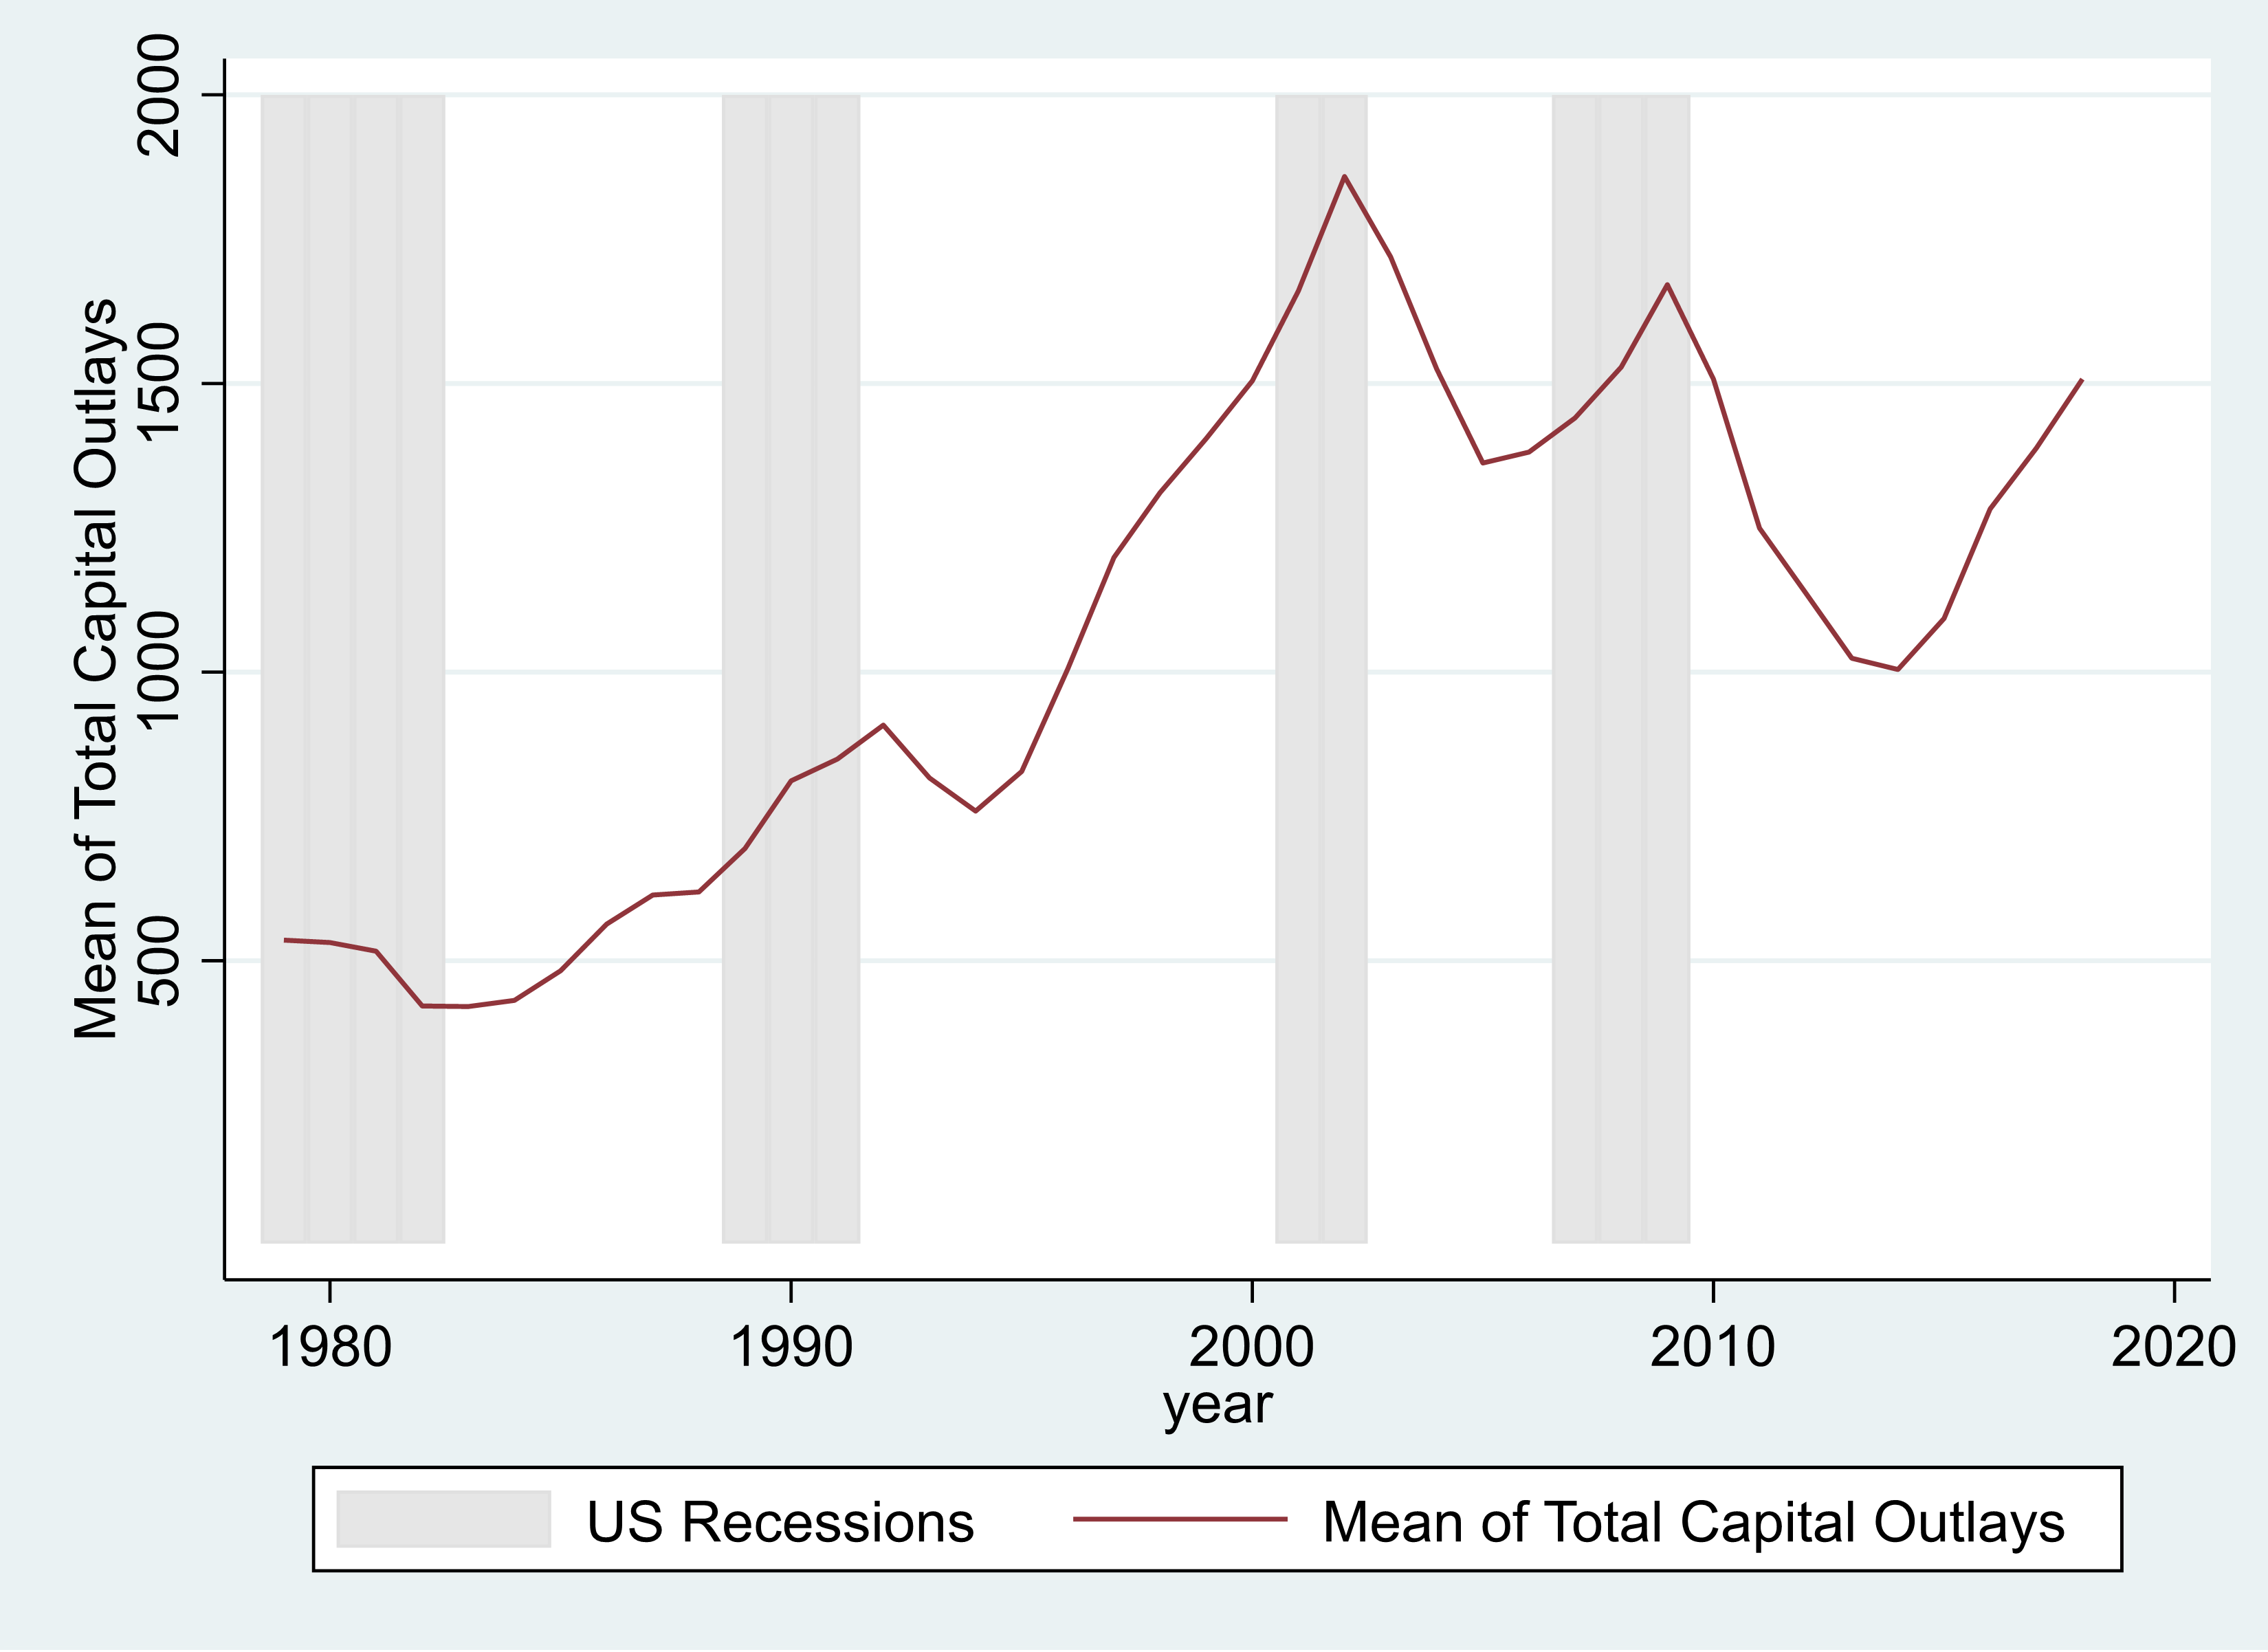 Mean of Total Capital Outlays
2000
1500
1000
500
1980 1990 2000 2010 2020
year
US Recessions Mean of Total Capital Outlays